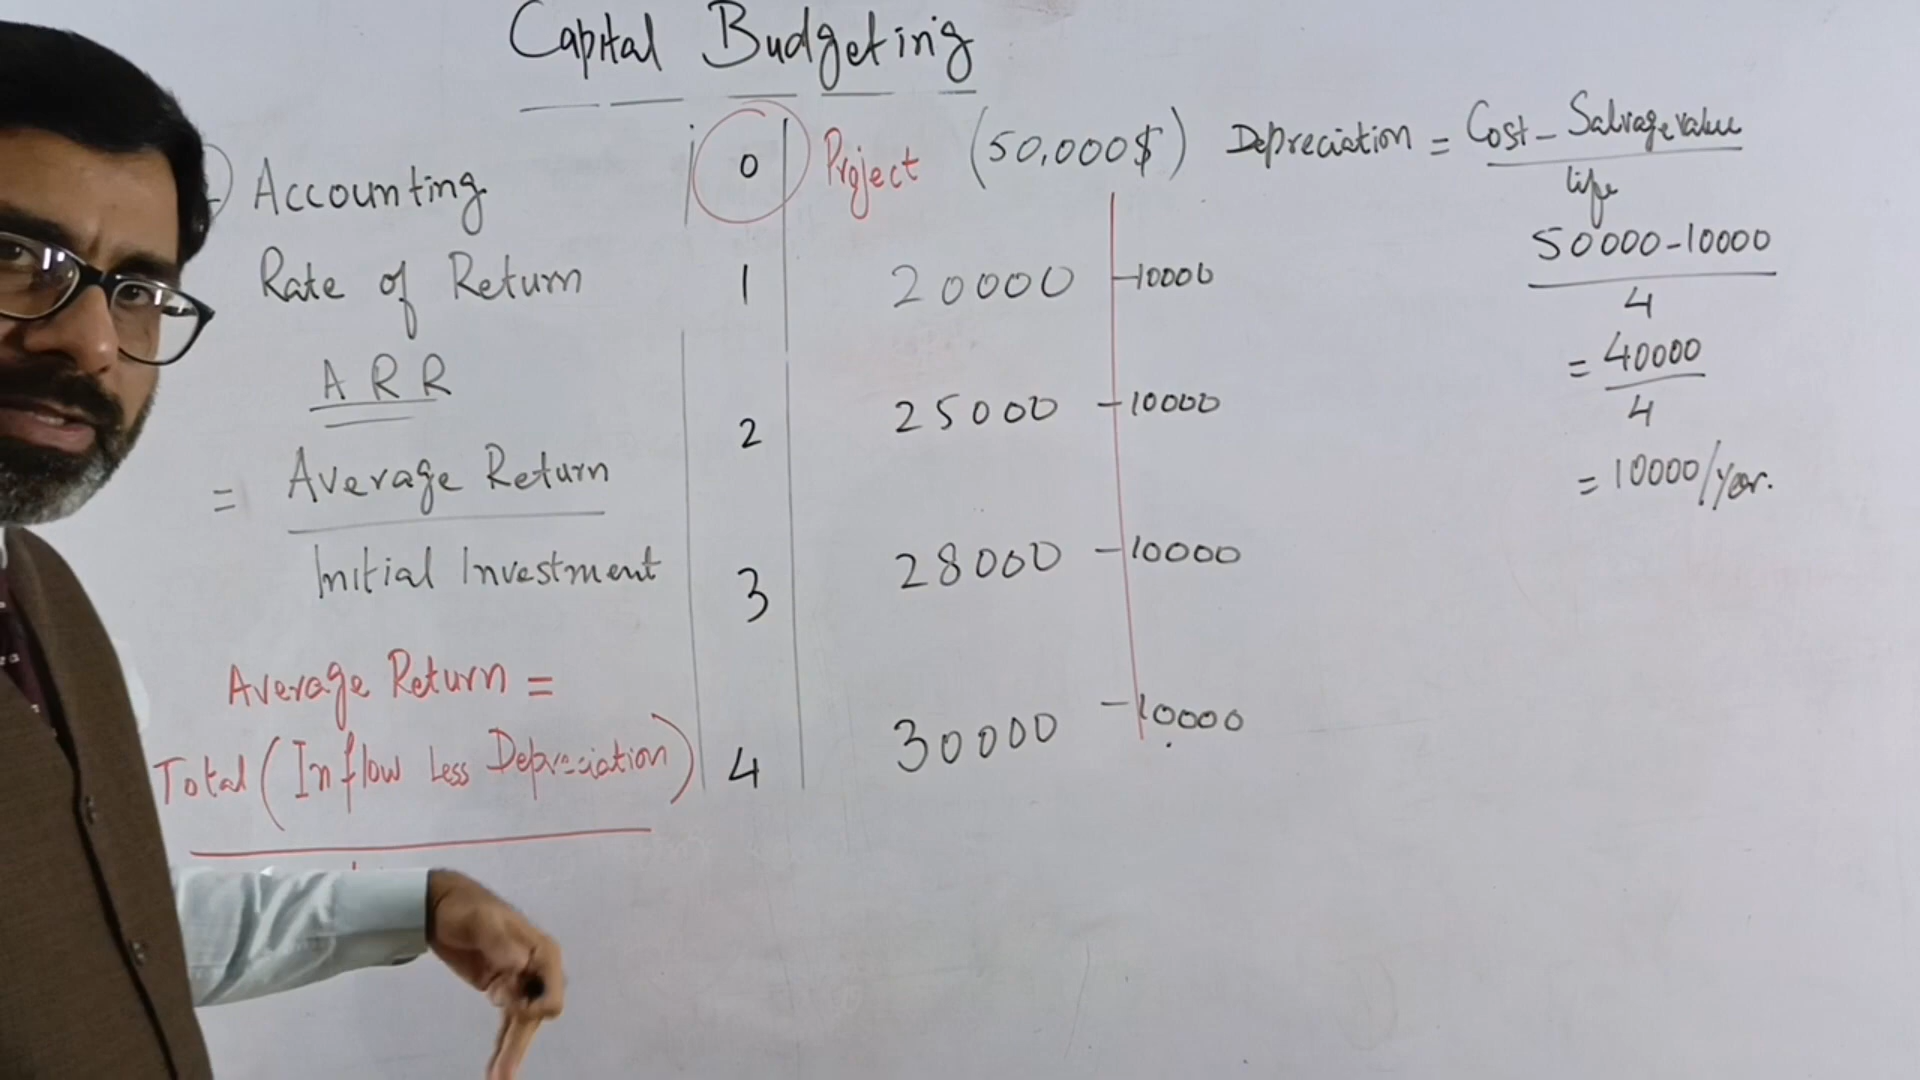 Capital Budgeting
Accounting
Rate of Return
ARR
= Average Return
Initial Investment
Average Return =
Total (Inflow Less Depreciation)
0 Project (50,000$)
1 20000 -10000
2 25000 -10000
3 28000 -10000
4 30000 -10000
Depreciation = Cost - Salvage value
life
50000-10000
4
= 40000
4
= 10000/year.